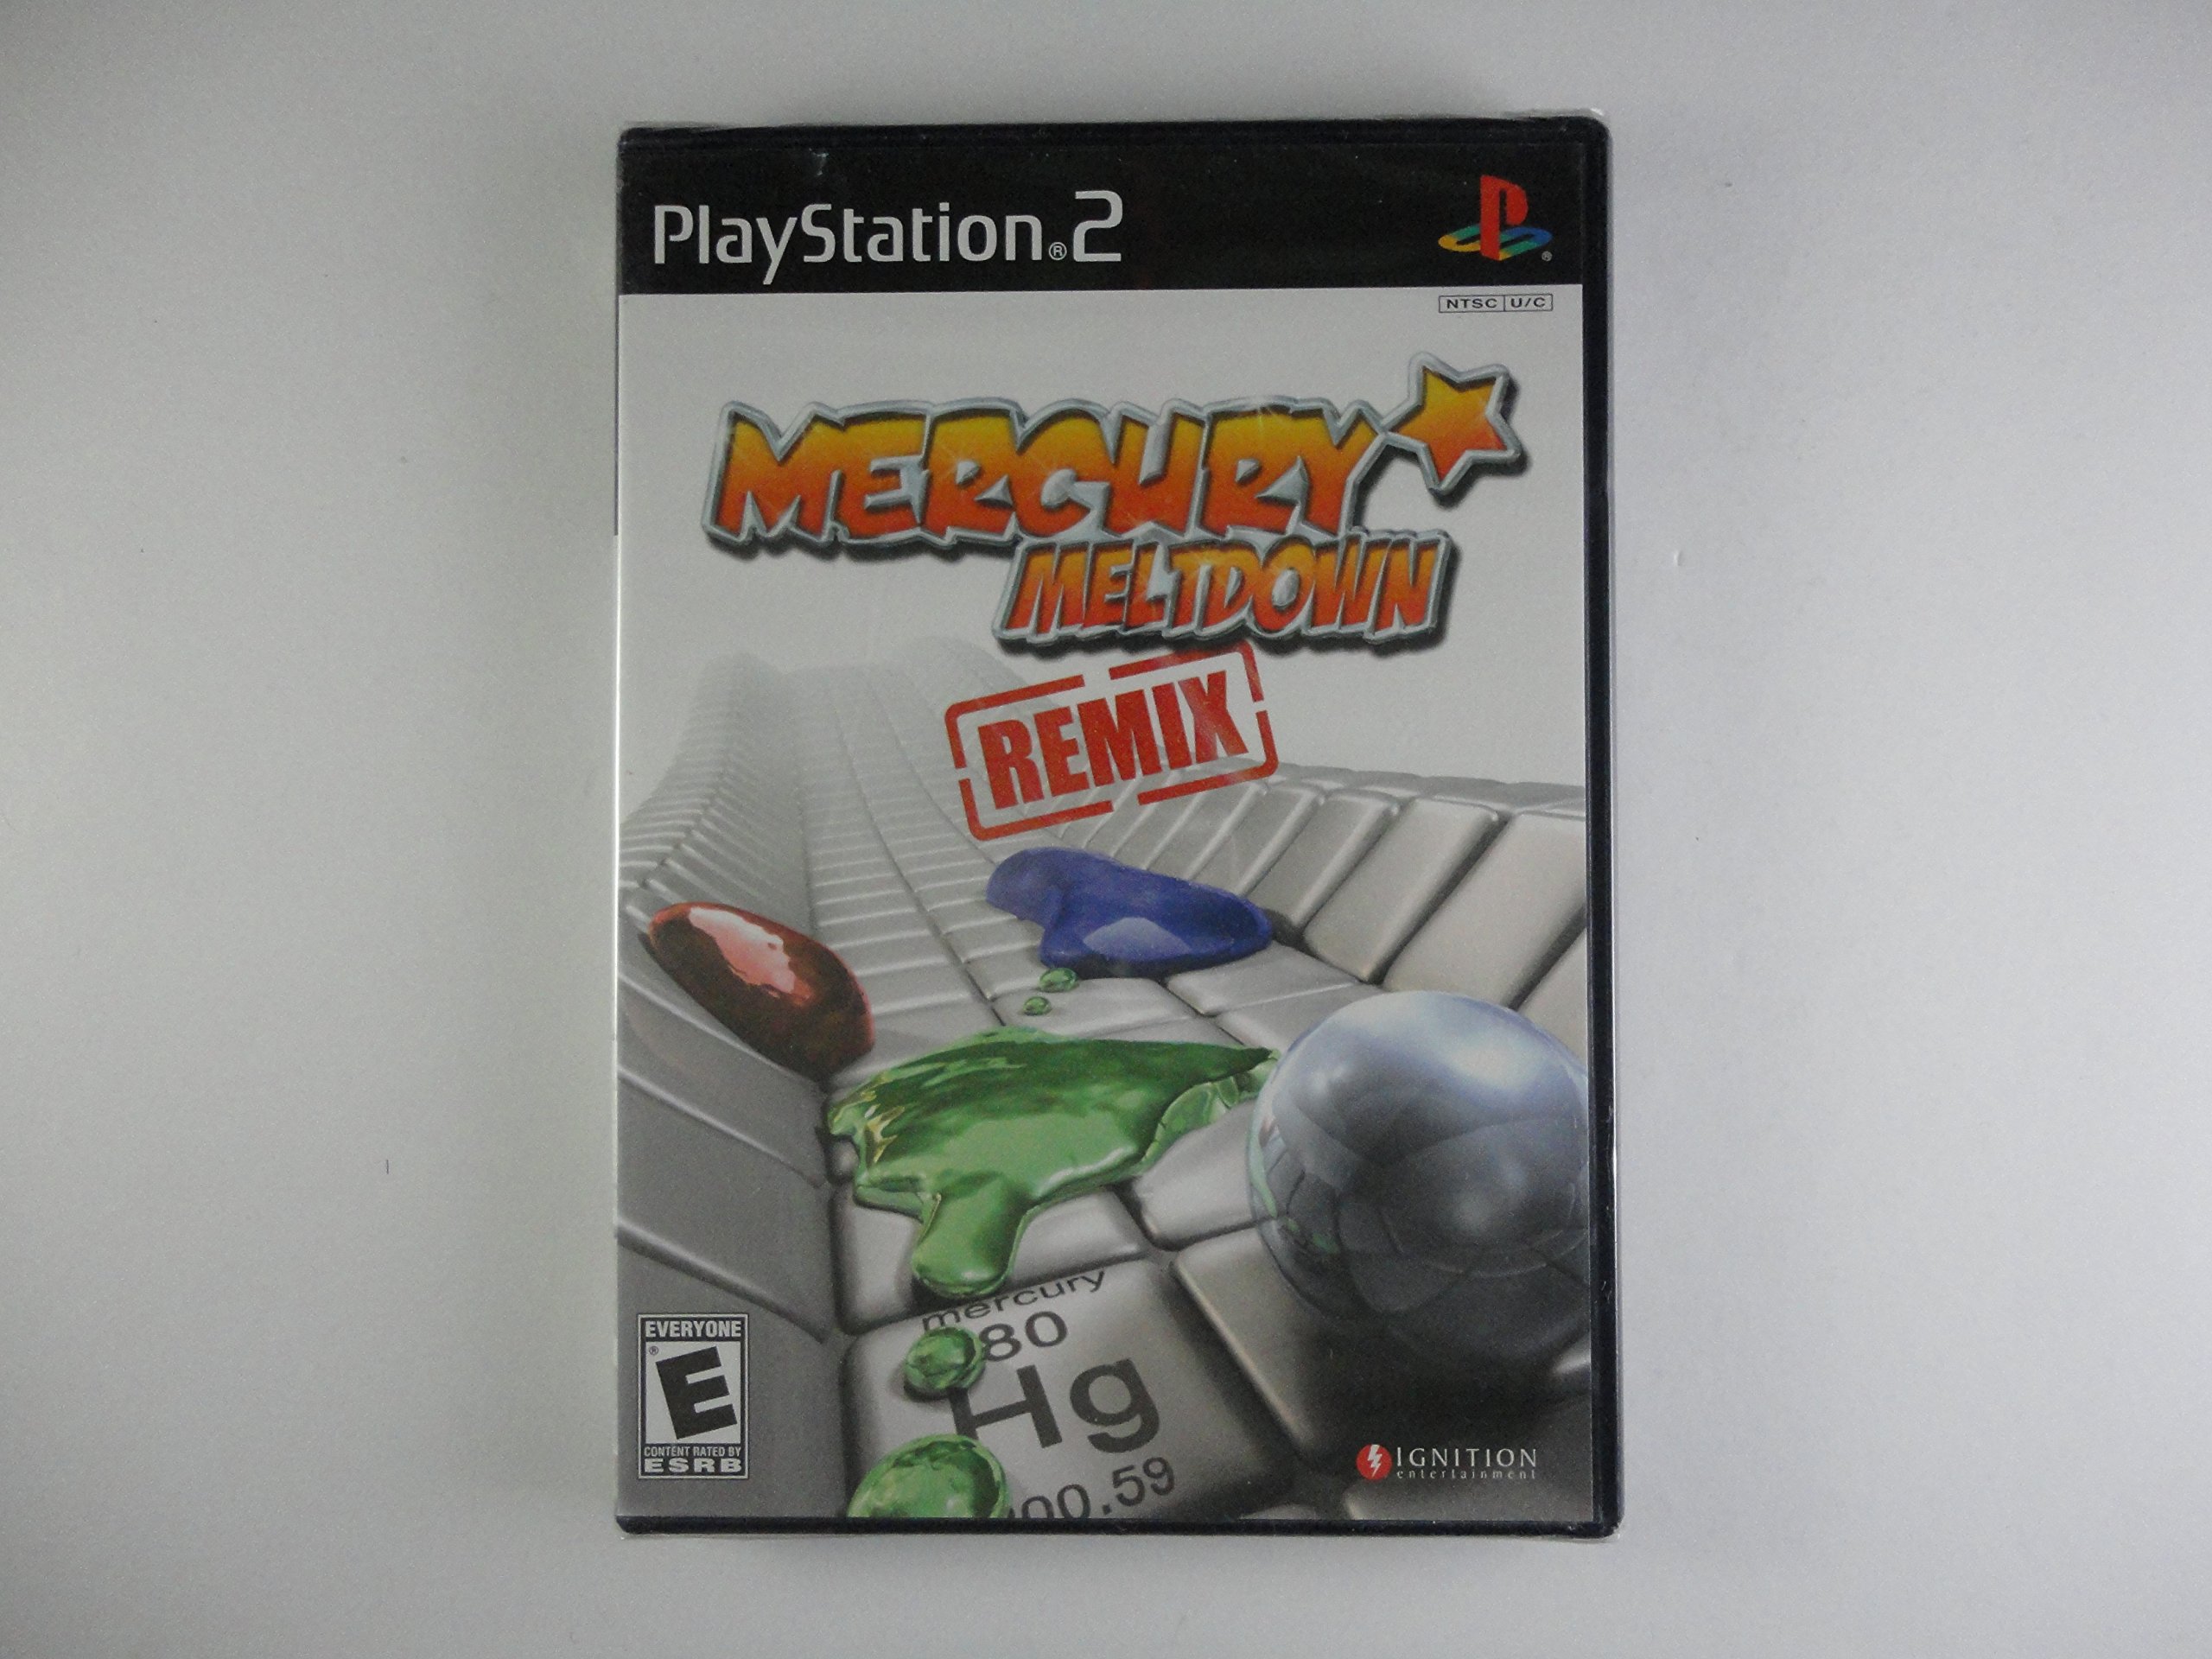 PlayStation®2
NTSC U/C
MERCURY
MELTDOWN
REMIX
mercury
80
Hg
00.59
EVERYONE
E
CONTENT RATED BY
ESRB
IGNITION
entertainment